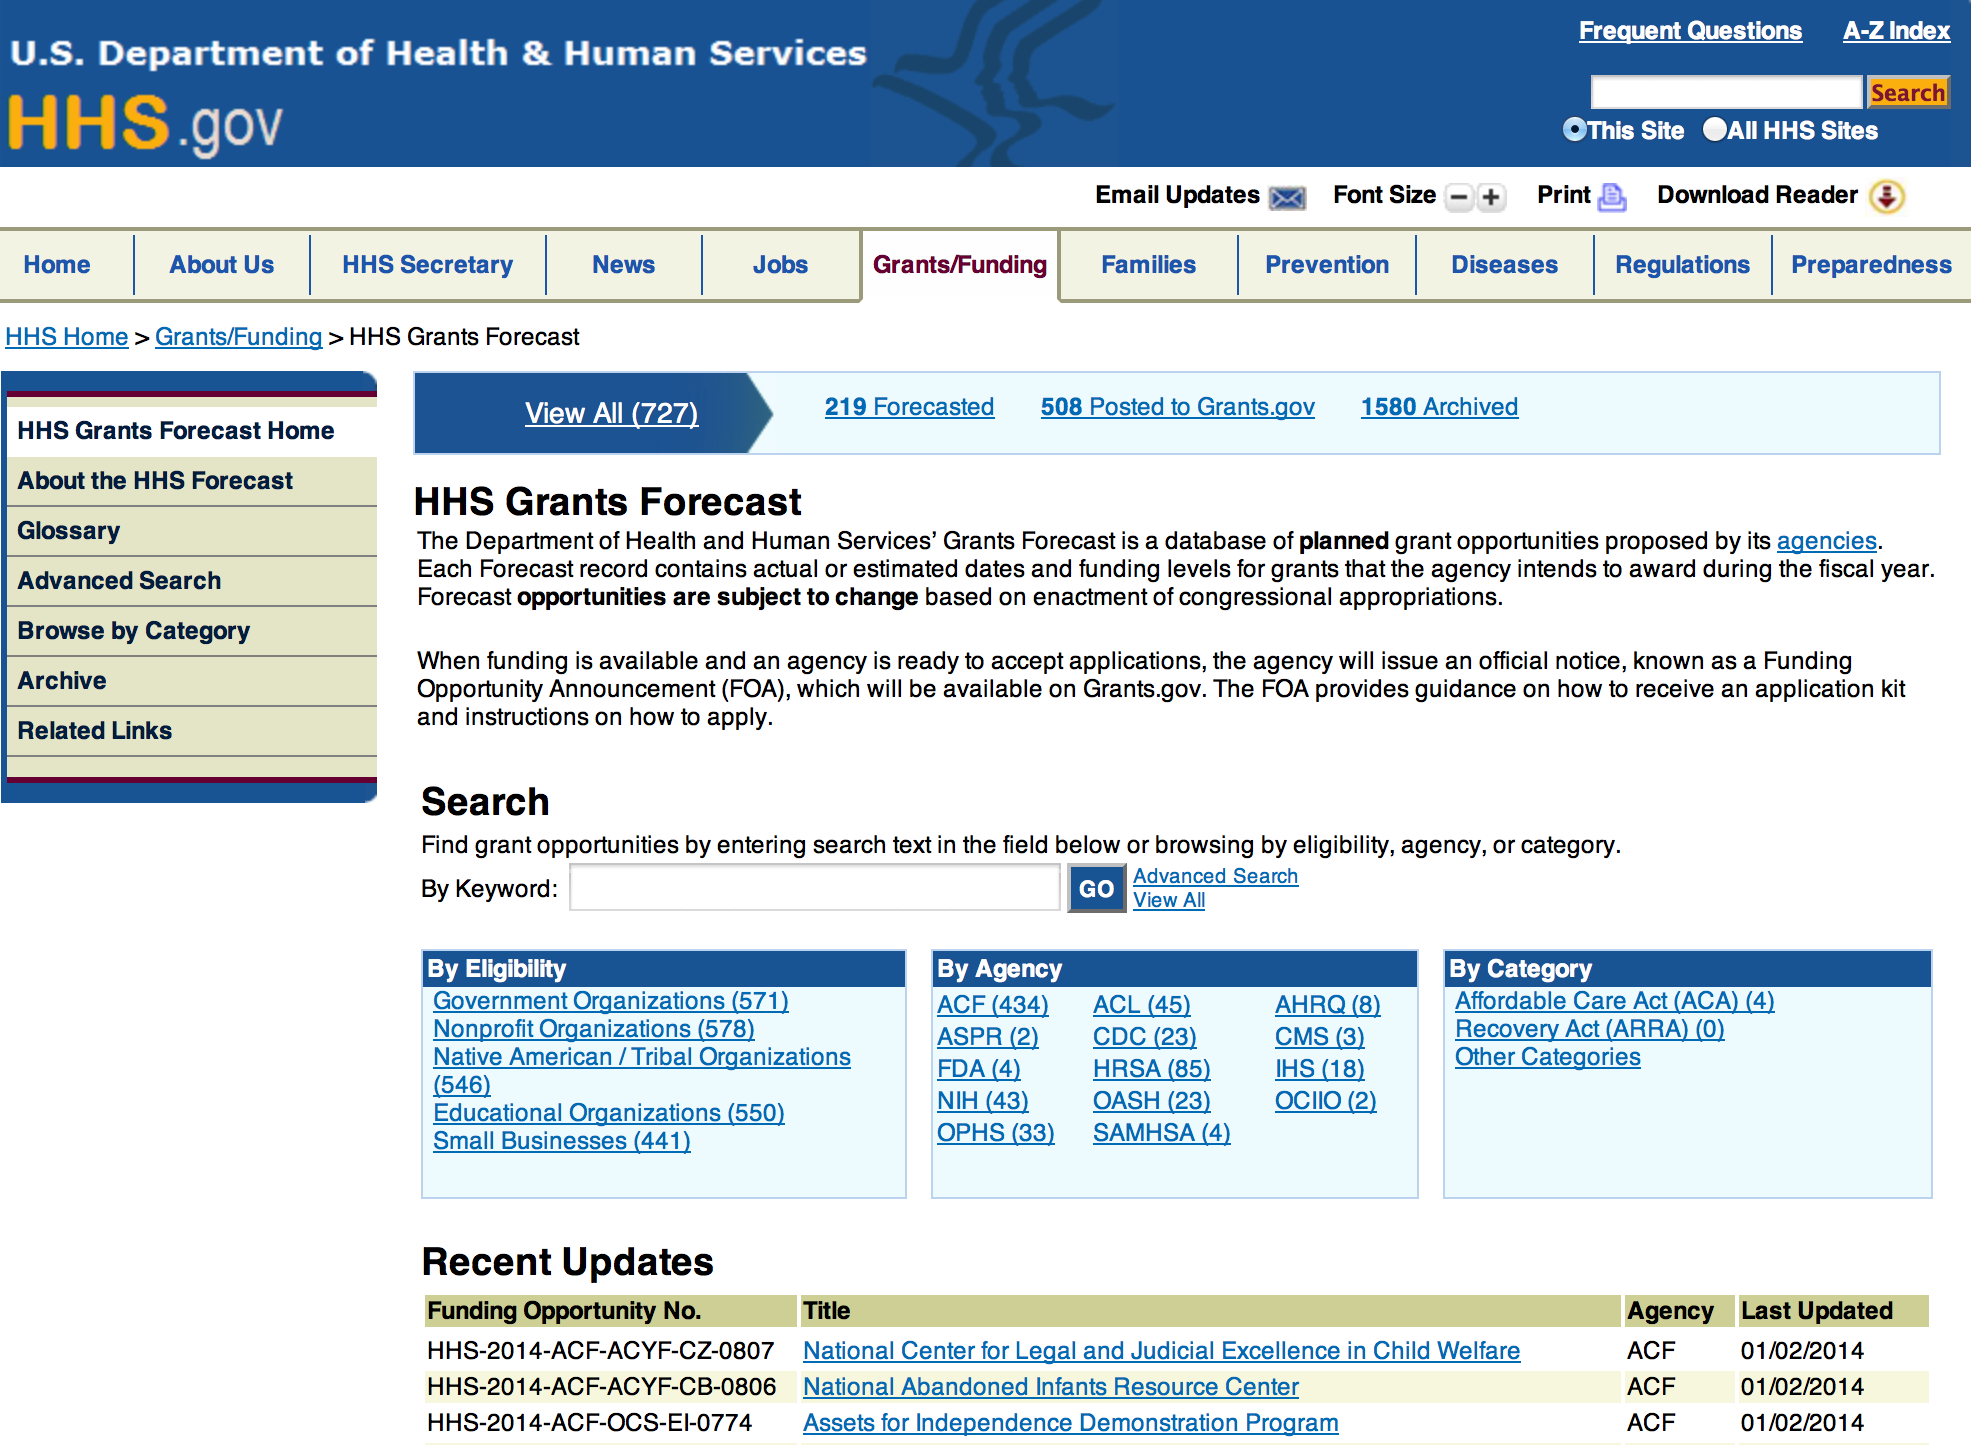 U.S. Department of Health & Human Services
HHS.gov
Frequent Questions A-Z Index
Search
This Site All HHS Sites
Email Updates Font Size − + Print Download Reader
Home About Us HHS Secretary News Jobs Grants/Funding Families Prevention Diseases Regulations Preparedness
HHS Home > Grants/Funding > HHS Grants Forecast
HHS Grants Forecast Home
About the HHS Forecast
Glossary
Advanced Search
Browse by Category
Archive
Related Links
View All (727) 219 Forecasted 508 Posted to Grants.gov 1580 Archived
HHS Grants Forecast
The Department of Health and Human Services’ Grants Forecast is a database of planned grant opportunities proposed by its agencies.
Each Forecast record contains actual or estimated dates and funding levels for grants that the agency intends to award during the fiscal year.
Forecast opportunities are subject to change based on enactment of congressional appropriations.
When funding is available and an agency is ready to accept applications, the agency will issue an official notice, known as a Funding
Opportunity Announcement (FOA), which will be available on Grants.gov. The FOA provides guidance on how to receive an application kit
and instructions on how to apply.
Search
Find grant opportunities by entering search text in the field below or browsing by eligibility, agency, or category.
By Keyword: GO Advanced Search
View All
By Eligibility
Government Organizations (571)
Nonprofit Organizations (578)
Native American / Tribal Organizations
(546)
Educational Organizations (550)
Small Businesses (441)
By Agency
ACF (434) ACL (45) AHRQ (8)
ASPR (2) CDC (23) CMS (3)
FDA (4) HRSA (85) IHS (18)
NIH (43) OASH (23) OCIIO (2)
OPHS (33) SAMHSA (4)
By Category
Affordable Care Act (ACA) (4)
Recovery Act (ARRA) (0)
Other Categories
Recent Updates
Funding Opportunity No. Title Agency Last Updated
HHS-2014-ACF-ACYF-CZ-0807 National Center for Legal and Judicial Excellence in Child Welfare ACF 01/02/2014
HHS-2014-ACF-ACYF-CB-0806 National Abandoned Infants Resource Center ACF 01/02/2014
HHS-2014-ACF-OCS-EI-0774 Assets for Independence Demonstration Program ACF 01/02/2014